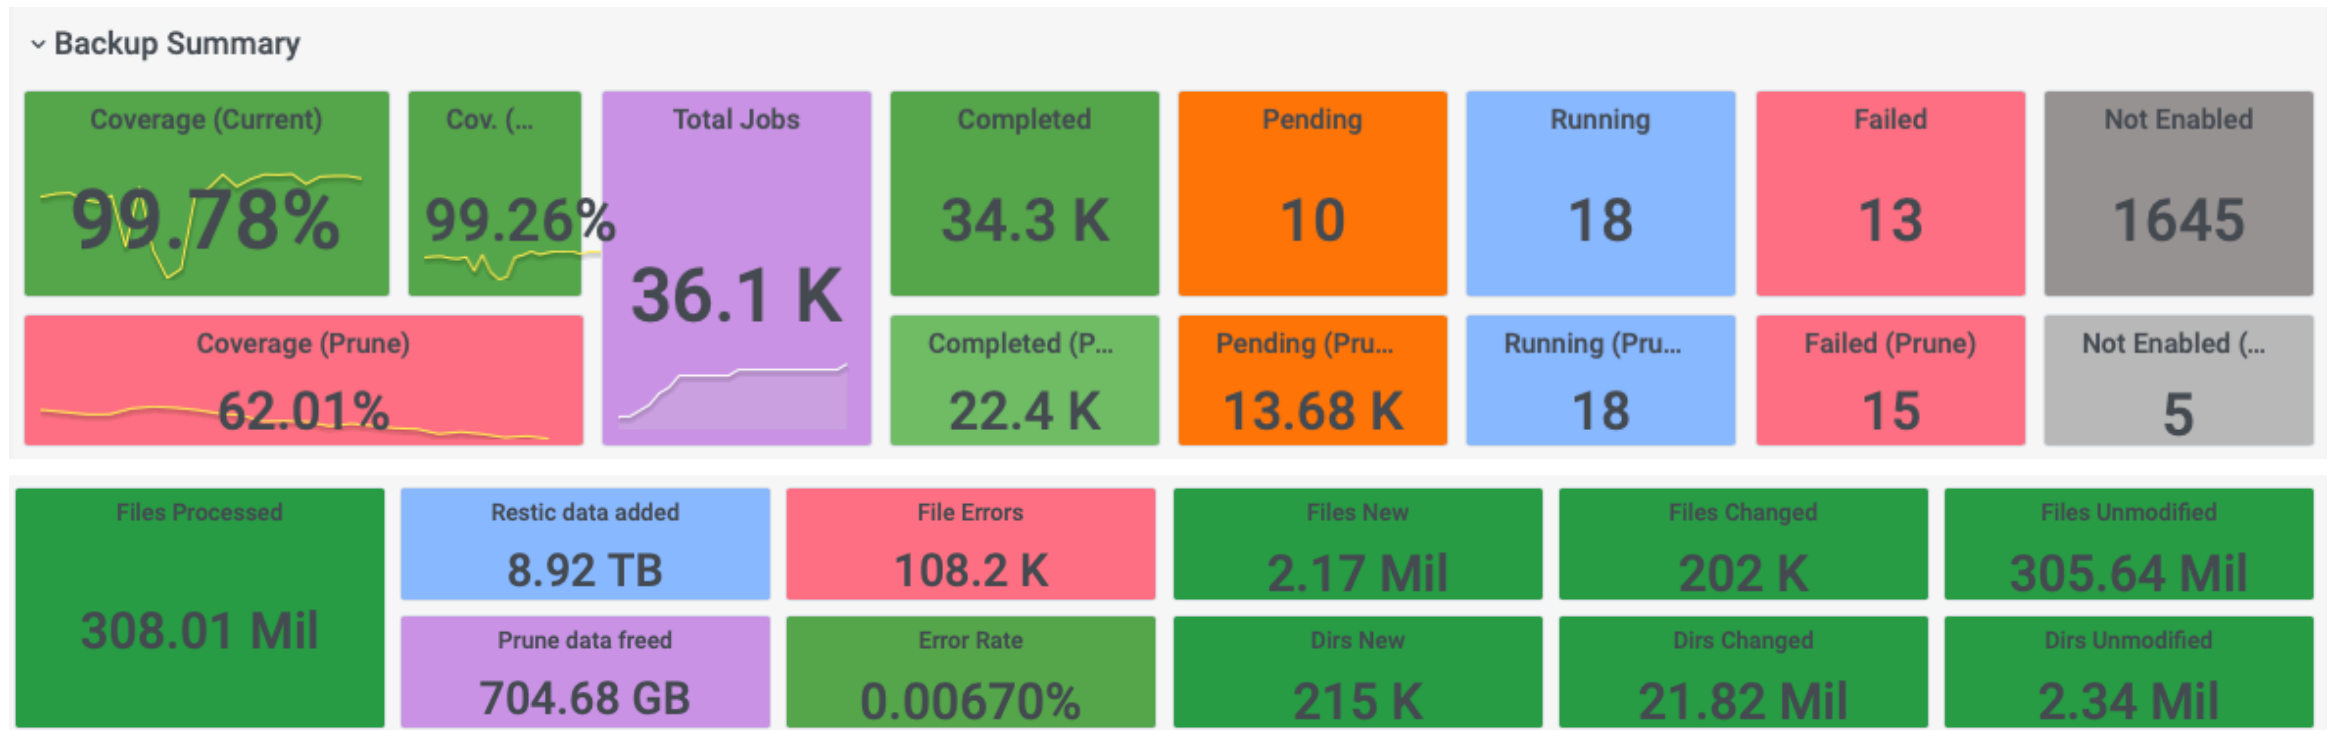 Backup Summary
Coverage (Current)
99.78%
Cov. (...
99.26%
Total Jobs
36.1 K
Completed
34.3 K
Pending
10
Running
18
Failed
13
Not Enabled
1645
Coverage (Prune)
62.01%
Completed (P...
22.4 K
Pending (Pru...
13.68 K
Running (Pru...
18
Failed (Prune)
15
Not Enabled (...
5
Files Processed
308.01 Mil
Restic data added
8.92 TB
File Errors
108.2 K
Files New
2.17 Mil
Files Changed
202 K
Files Unmodified
305.64 Mil
Prune data freed
704.68 GB
Error Rate
0.00670%
Dirs New
215 K
Dirs Changed
21.82 Mil
Dirs Unmodified
2.34 Mil